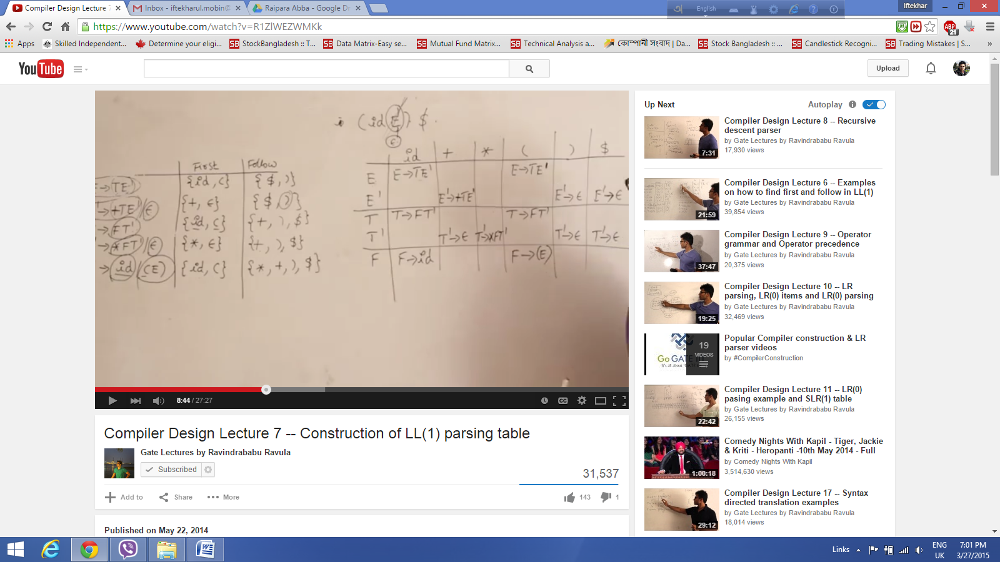 Compiler Design Lecture 7
Inbox - iftekharul.mobin@
Raipara Abba - Google Dr
English
Iftekhar
https://www.youtube.com/watch?v=R1ZlWEZWMKk
ABP
21
Apps
Skilled Independent...
Determine your eligi...
StockBangladesh :: T...
Data Matrix-Easy se...
Mutual Fund Matrix...
Technical Analysis a...
কোম্পানী সংবাদ | Da...
Stock Bangladesh :: ...
Candlestick Recogni...
Trading Mistakes | S...
»
YouTube
Upload
(id E) $
ϵ
id + * ( ) $
First Follow
E E→TE' E→TE'
E→TE' {id, (} {$, )}
E' E'→+TE' E'→ϵ E'→ϵ
'→+TE'/ϵ {+, ϵ} {$, )}
T T→FT' T→FT'
→FT' {id, (} {+, ), $}
T' T'→ϵ T'→*FT' T'→ϵ T'→ϵ
'→*FT'/ϵ {*, ϵ} {+, ), $}
F F→id F→(E)
→id/(E) {id, (} {*, +, ), $}
8:44 / 27:27
CC
Compiler Design Lecture 7 -- Construction of LL(1) parsing table
Gate Lectures by Ravindrababu Ravula
Subscribed
31,537
Add to
Share
More
143
1
Published on May 22, 2014
Up Next
Autoplay
Compiler Design Lecture 8 -- Recursive
descent parser
by Gate Lectures by Ravindrababu Ravula
17,930 views
7:31
Compiler Design Lecture 6 -- Examples
on how to find first and follow in LL(1)
by Gate Lectures by Ravindrababu Ravula
39,854 views
21:59
Compiler Design Lecture 9 -- Operator
grammar and Operator precedence
by Gate Lectures by Ravindrababu Ravula
20,375 views
37:47
Compiler Design Lecture 10 -- LR
parsing, LR(0) items and LR(0) parsing
by Gate Lectures by Ravindrababu Ravula
32,469 views
19:25
Popular Compiler construction & LR
parser videos
by #CompilerConstruction
19
VIDEOS
Go GATE
It's all about
Compiler Design Lecture 11 -- LR(0)
pasing example and SLR(1) table
by Gate Lectures by Ravindrababu Ravula
26,155 views
22:42
Comedy Nights With Kapil - Tiger, Jackie
& Kriti - Heropanti -10th May 2014 - Full
by Comedy Nights With Kapil
3,514,630 views
1:00:18
Compiler Design Lecture 17 -- Syntax
directed translation examples
by Gate Lectures by Ravindrababu Ravula
18,014 views
29:12
Links
ENG
UK
7:01 PM
3/27/2015